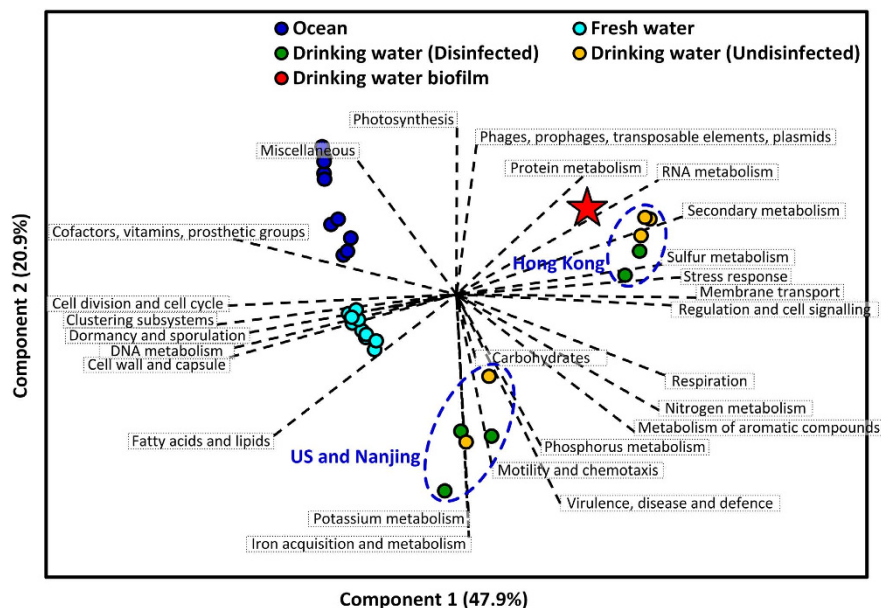 Ocean
Fresh water
Drinking water (Disinfected)
Drinking water (Undisinfected)
Drinking water biofilm
Photosynthesis
Phages, prophages, transposable elements, plasmids
Miscellaneous
Protein metabolism
RNA metabolism
Secondary metabolism
Cofactors, vitamins, prosthetic groups
Hong Kong
Sulfur metabolism
Stress response
Membrane transport
Regulation and cell signalling
Cell division and cell cycle
Clustering subsystems
Dormancy and sporulation
DNA metabolism
Cell wall and capsule
Carbohydrates
Respiration
Nitrogen metabolism
Metabolism of aromatic compounds
Fatty acids and lipids
Phosphorus metabolism
US and Nanjing
Motility and chemotaxis
Virulence, disease and defence
Potassium metabolism
Iron acquisition and metabolism
Component 2 (20.9%)
Component 1 (47.9%)